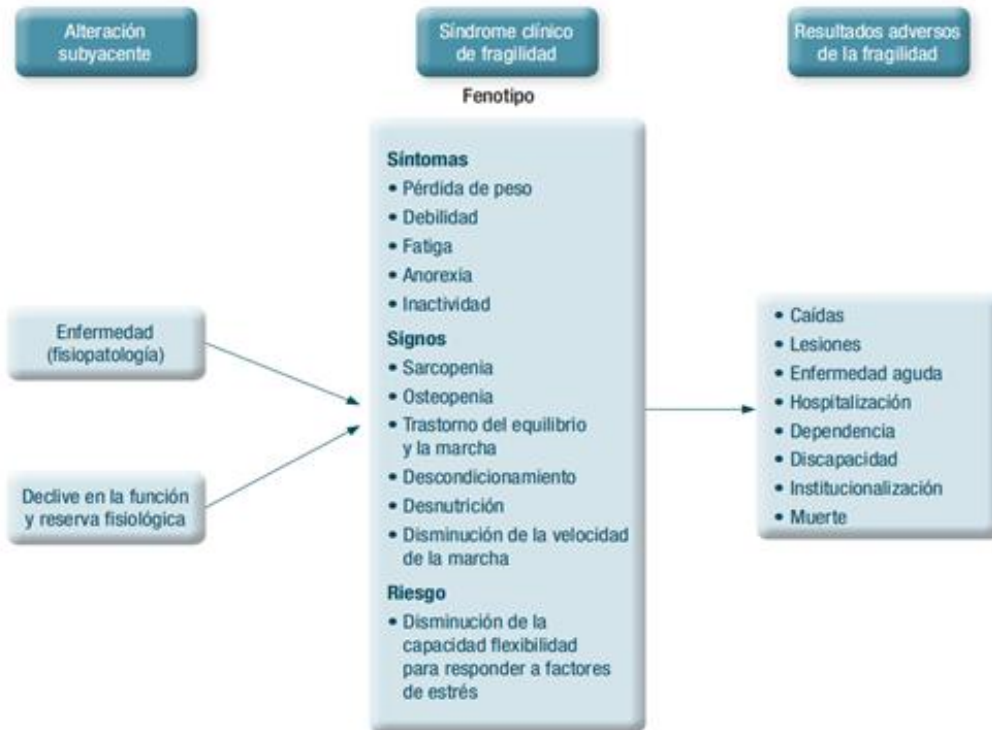 Alteración
subyacente
Síndrome clínico
de fragilidad
Resultados adversos
de la fragilidad
Fenotipo
Enfermedad
(fisiopatología)
Declive en la función
y reserva fisiológica
Síntomas
• Pérdida de peso
• Debilidad
• Fatiga
• Anorexia
• Inactividad
Signos
• Sarcopenia
• Osteopenia
• Trastorno del equilibrio
y la marcha
• Descondicionamiento
• Desnutrición
• Disminución de la velocidad
de la marcha
Riesgo
• Disminución de la
capacidad flexibilidad
para responder a factores
de estrés
• Caídas
• Lesiones
• Enfermedad aguda
• Hospitalización
• Dependencia
• Discapacidad
• Institucionalización
• Muerte